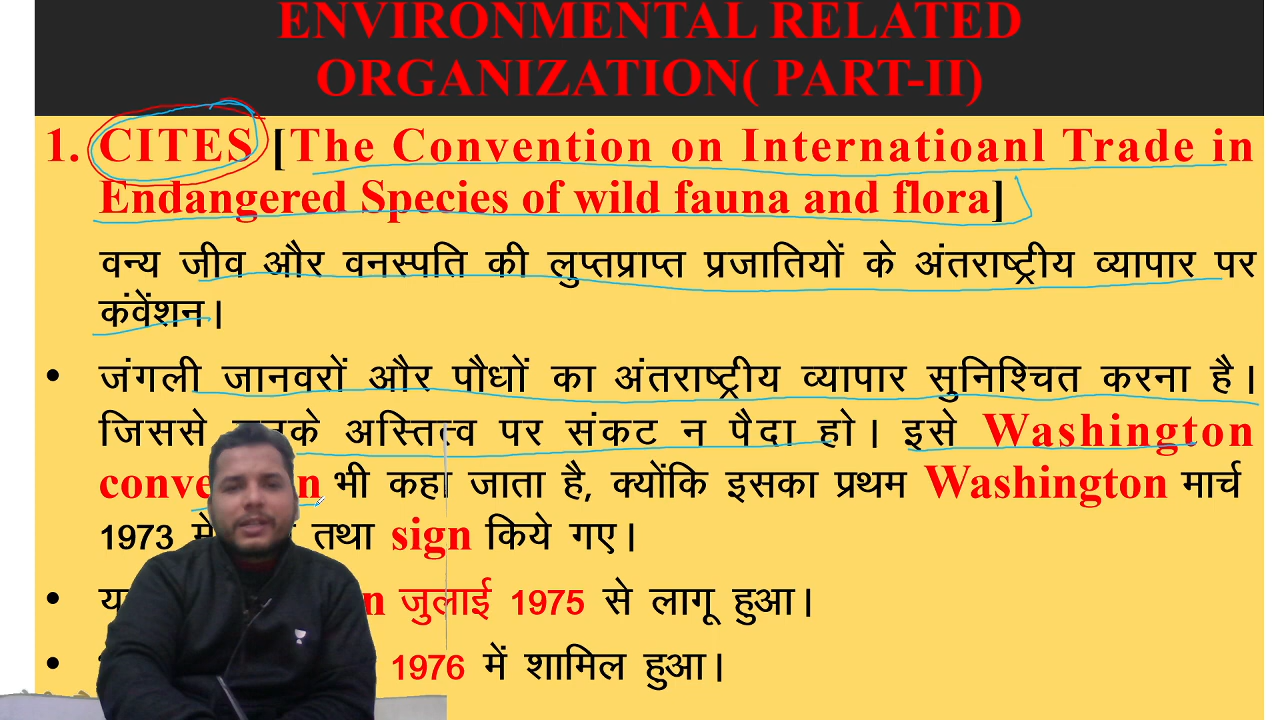 ENVIRONMENTAL RELATED
ORGANIZATION( PART-II)
1. CITES [The Convention on Internatioanl Trade in
Endangered Species of wild fauna and flora]
वन्य जीव और वनस्पति की लुप्तप्राप्त प्रजातियों के अंतराष्ट्रीय व्यापार पर
कंवेंशन।
• जंगली जानवरों और पौधों का अंतराष्ट्रीय व्यापार सुनिश्चित करना है।
जिससे अस्तित्व पर संकट न पैदा हो। इसे Washington
भी कहा जाता है, क्योंकि इसका प्रथम Washington मार्च
1973 तथा sign किये गए।
• जुलाई 1975 से लागू हुआ।
• 1976 में शामिल हुआ।